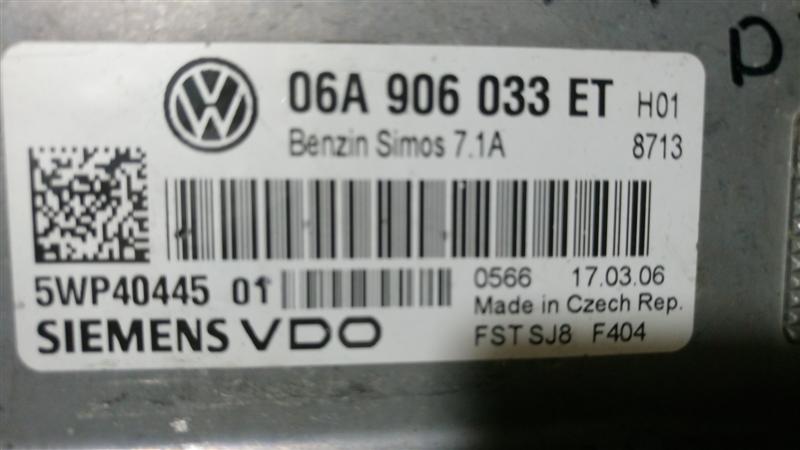 06A 906 033 ET H01
Benzin Simos 7.1A 8713
5WP40445 01 0566 17.03.06
Made in Czech Rep.
SIEMENS VDO FST SJ8 F404